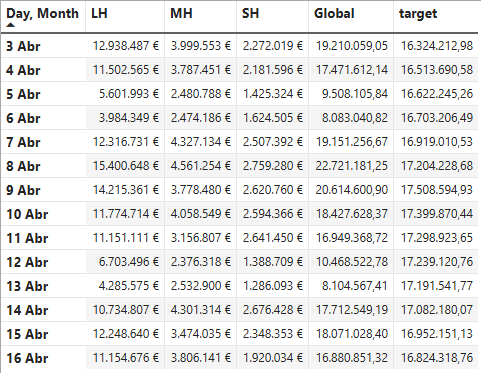 Day, Month LH MH SH Global target
3 Abr 12.938.487 € 3.999.553 € 2.272.019 € 19.210.059,05 16.324.212,98
4 Abr 11.502.565 € 3.787.451 € 2.181.596 € 17.471.612,14 16.513.690,58
5 Abr 5.601.993 € 2.480.788 € 1.425.324 € 9.508.105,84 16.622.245,26
6 Abr 3.984.349 € 2.474.186 € 1.624.505 € 8.083.040,82 16.703.206,49
7 Abr 12.316.731 € 4.327.134 € 2.507.392 € 19.151.256,67 16.919.010,53
8 Abr 15.400.648 € 4.561.254 € 2.759.280 € 22.721.181,25 17.204.228,68
9 Abr 14.215.361 € 3.778.480 € 2.620.760 € 20.614.600,90 17.508.594,93
10 Abr 11.774.714 € 4.058.549 € 2.594.366 € 18.427.628,37 17.399.870,44
11 Abr 11.151.111 € 3.156.807 € 2.641.450 € 16.949.368,72 17.298.923,65
12 Abr 6.703.496 € 2.376.318 € 1.388.709 € 10.468.522,78 17.239.120,76
13 Abr 4.285.575 € 2.532.900 € 1.286.093 € 8.104.567,41 17.191.541,77
14 Abr 10.734.807 € 4.301.314 € 2.676.428 € 17.712.549,19 17.082.180,07
15 Abr 12.248.640 € 3.474.035 € 2.348.353 € 18.071.028,40 16.952.151,13
16 Abr 11.154.676 € 3.806.141 € 1.920.034 € 16.880.851,32 16.824.318,76